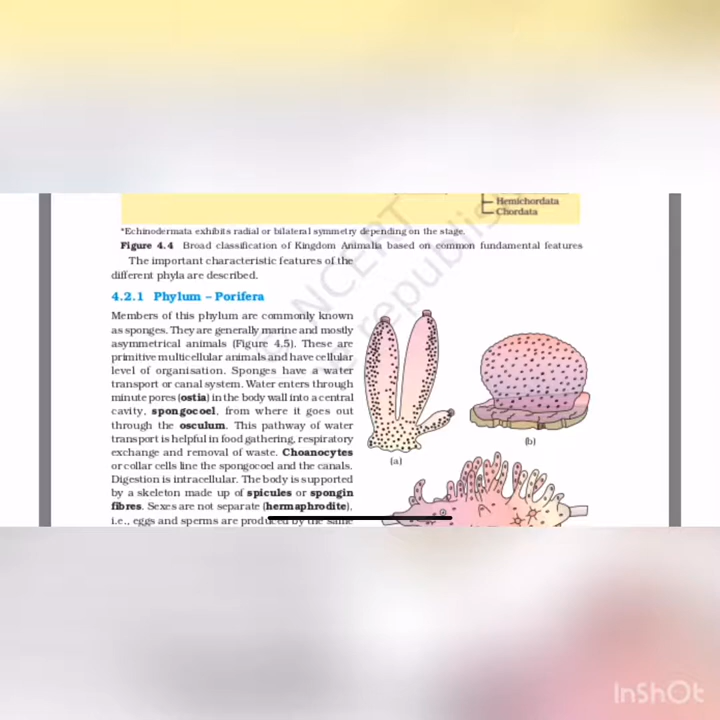 Hemichordata
Chordata
*Echinodermata exhibits radial or bilateral symmetry depending on the stage.
Figure 4.4 Broad classification of Kingdom Animalia based on common fundamental features
The important characteristic features of the
different phyla are described.
4.2.1 Phylum – Porifera
Members of this phylum are commonly known
as sponges. They are generally marine and mostly
asymmetrical animals (Figure 4.5). These are
primitive multicellular animals and have cellular
level of organisation. Sponges have a water
transport or canal system. Water enters through
minute pores (ostia) in the body wall into a central
cavity, spongocoel, from where it goes out
through the osculum. This pathway of water
transport is helpful in food gathering, respiratory
exchange and removal of waste. Choanocytes
or collar cells line the spongocoel and the canals.
Digestion is intracellular. The body is supported
by a skeleton made up of spicules or spongin
fibres. Sexes are not separate (hermaphrodite),
i.e., eggs and sperms are produced by the same
(a)
(b)
NCERT
republis
InShOt